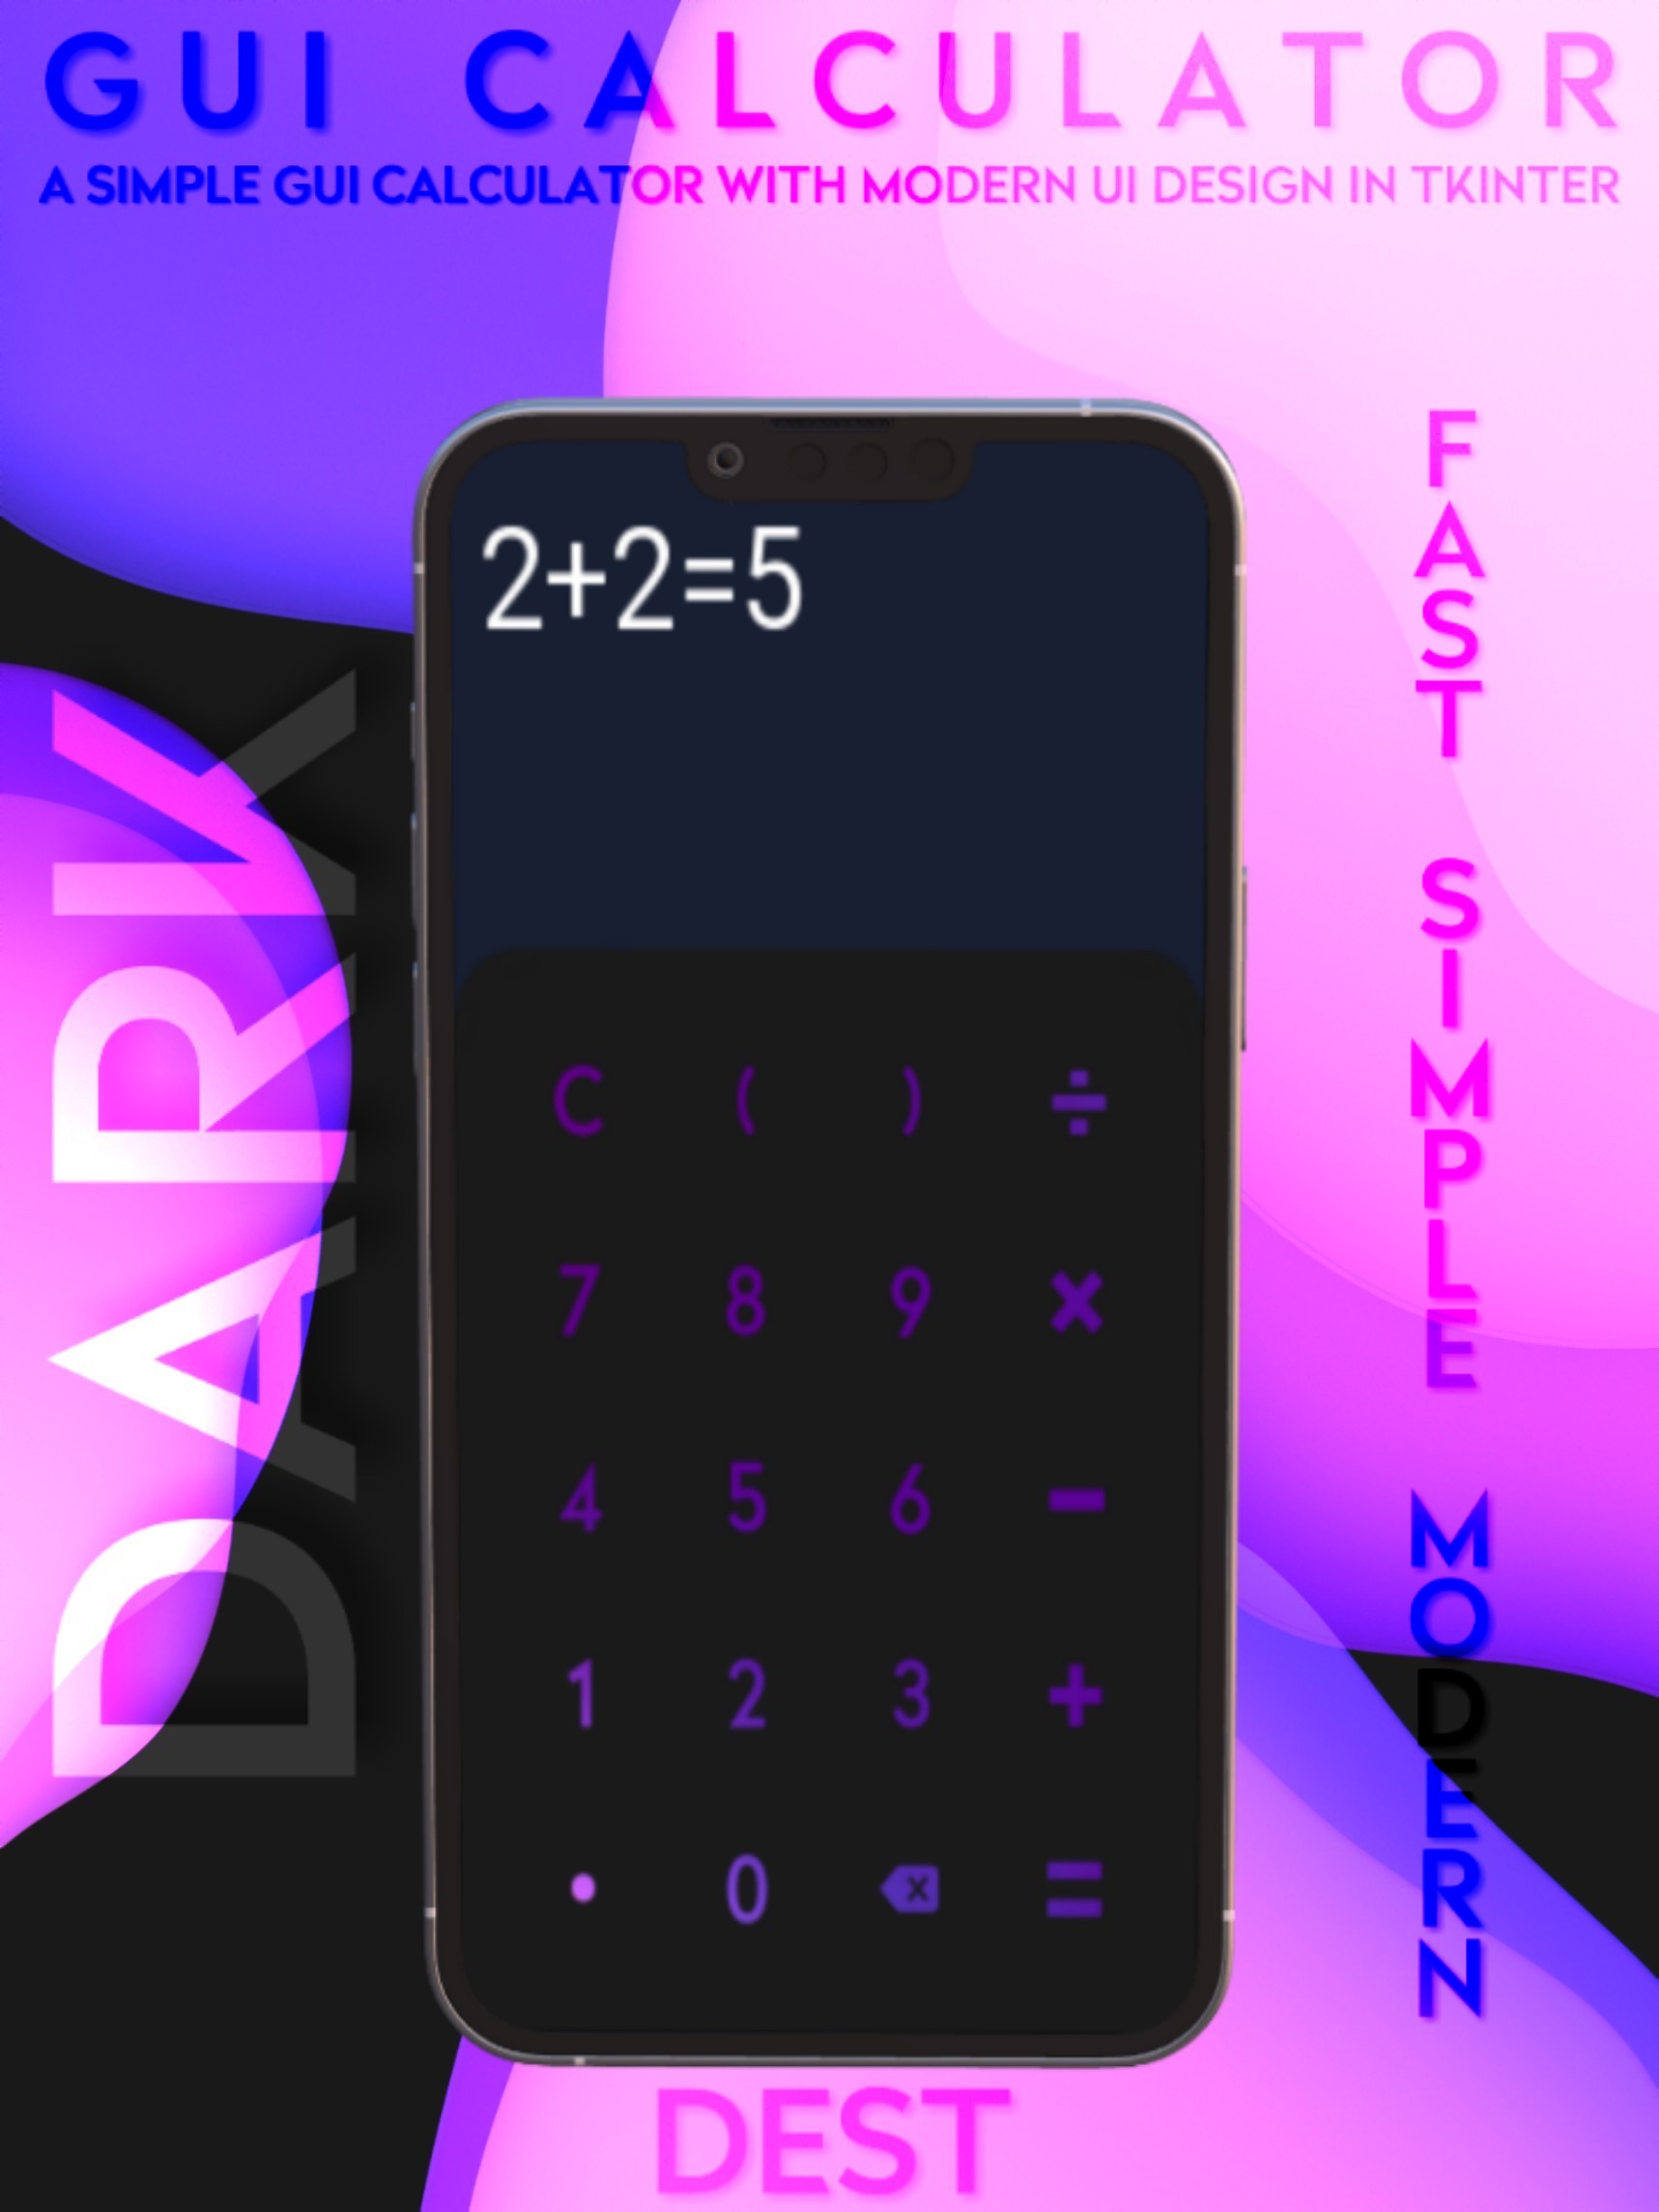 GUI CALCULATOR
A SIMPLE GUI CALCULATOR WITH MODERN UI DESIGN IN TKINTER
2+2=5
DARK
FAST
SIMPLE
MODERN
C ( ) ÷
7 8 9 ×
4 5 6 −
1 2 3 +
• 0 x =
DEST